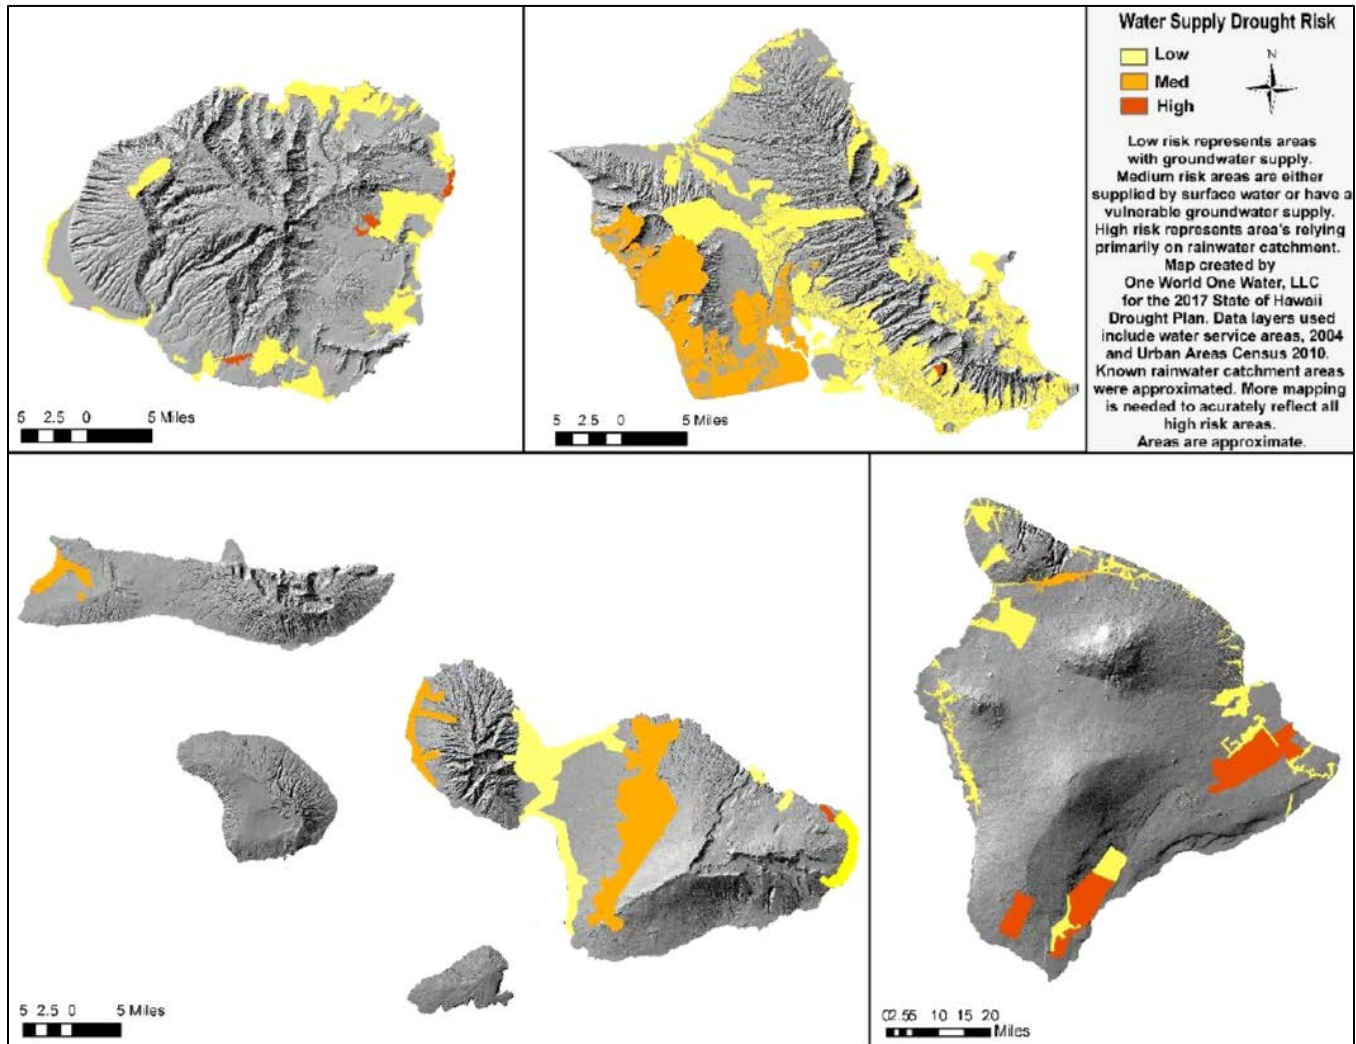 Water Supply Drought Risk
Low
Med
High
N
Low risk represents areas
with groundwater supply.
Medium risk areas are either
supplied by surface water or have a
vulnerable groundwater supply.
High risk represents area's relying
primarily on rainwater catchment.
Map created by
One World One Water, LLC
for the 2017 State of Hawaii
Drought Plan. Data layers used
include water service areas, 2004
and Urban Areas Census 2010.
Known rainwater catchment areas
were approximated. More mapping
is needed to acurately reflect all
high risk areas.
Areas are approximate.
5 2.5 0 5 Miles
5 2.5 0 5 Miles
5 2.5 0 5 Miles
02.55 10 15 20
Miles